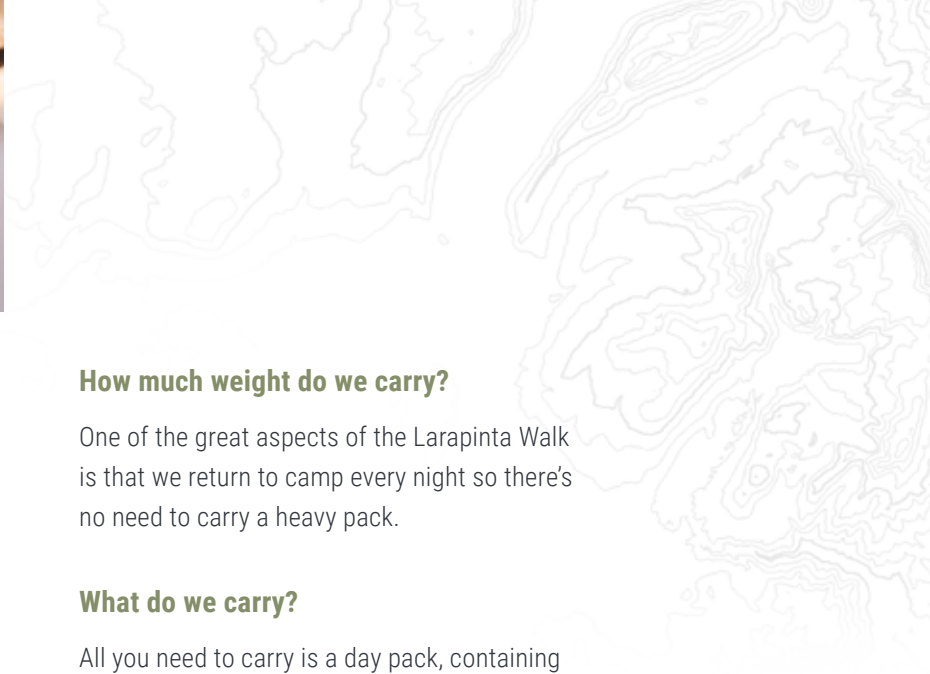 How much weight do we carry?
One of the great aspects of the Larapinta Walk
is that we return to camp every night so there’s
no need to carry a heavy pack.
What do we carry?
All you need to carry is a day pack, containing